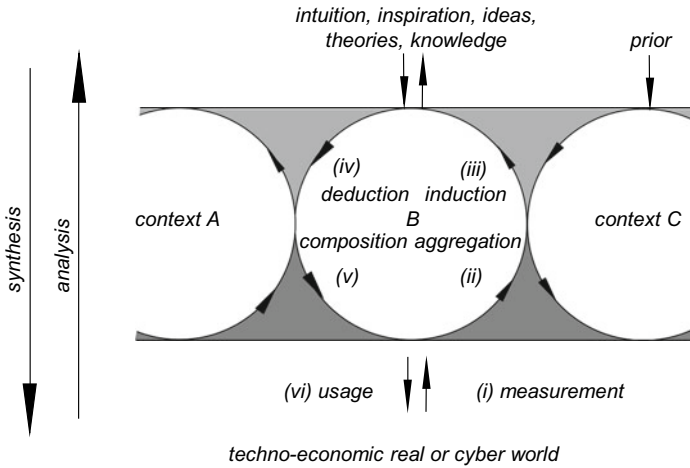 intuition, inspiration, ideas,
theories, knowledge
prior
synthesis
analysis
(iv)
(iii)
deduction induction
context A
B
context C
composition aggregation
(v)
(ii)
(vi) usage
(i) measurement
techno-economic real or cyber world